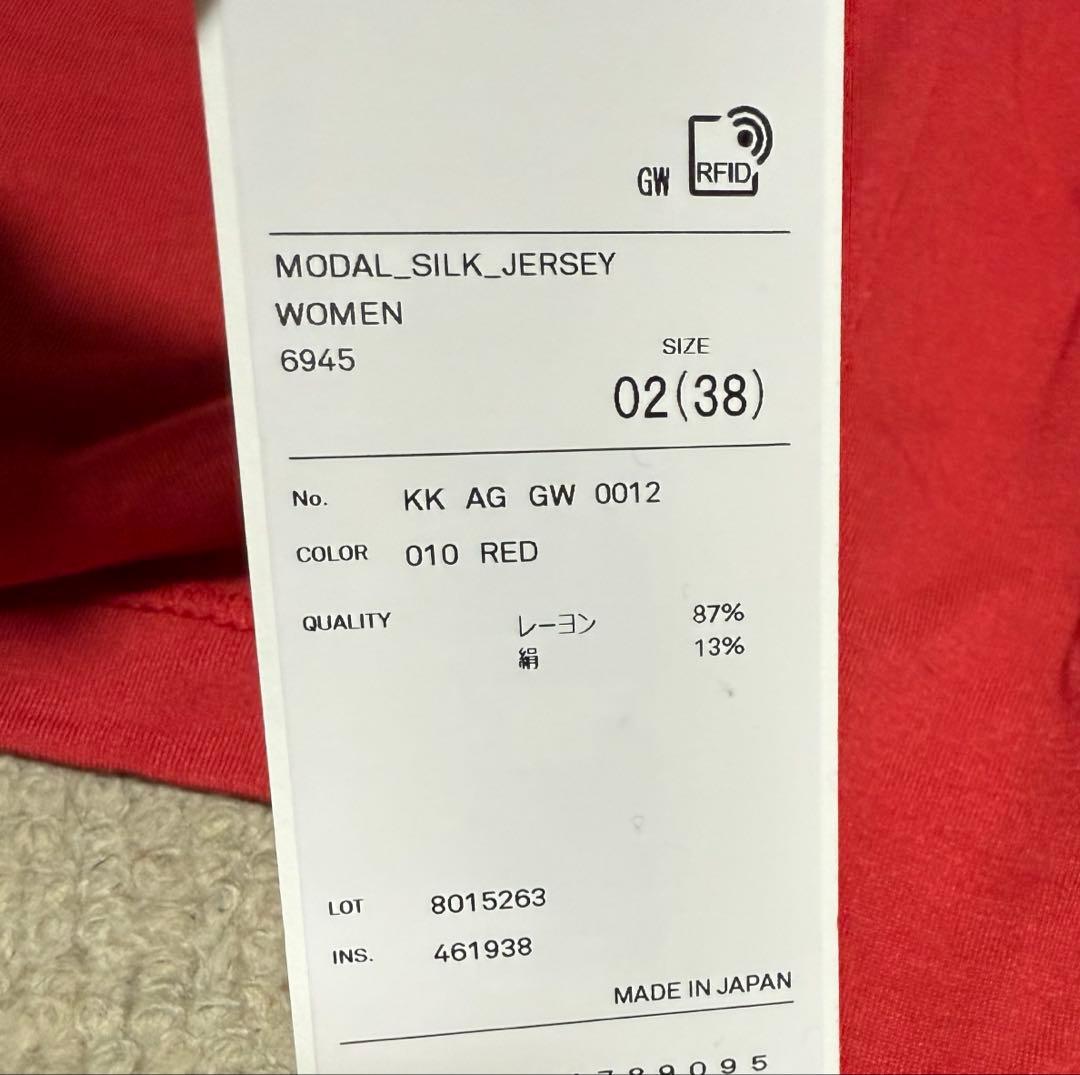 GW RFID
MODAL_SILK_JERSEY
WOMEN
6945
SIZE
02(38)
No. KK AG GW 0012
COLOR 010 RED
QUALITY レーヨン 87%
絹 13%
LOT 8015263
INS. 461938
MADE IN JAPAN
789095